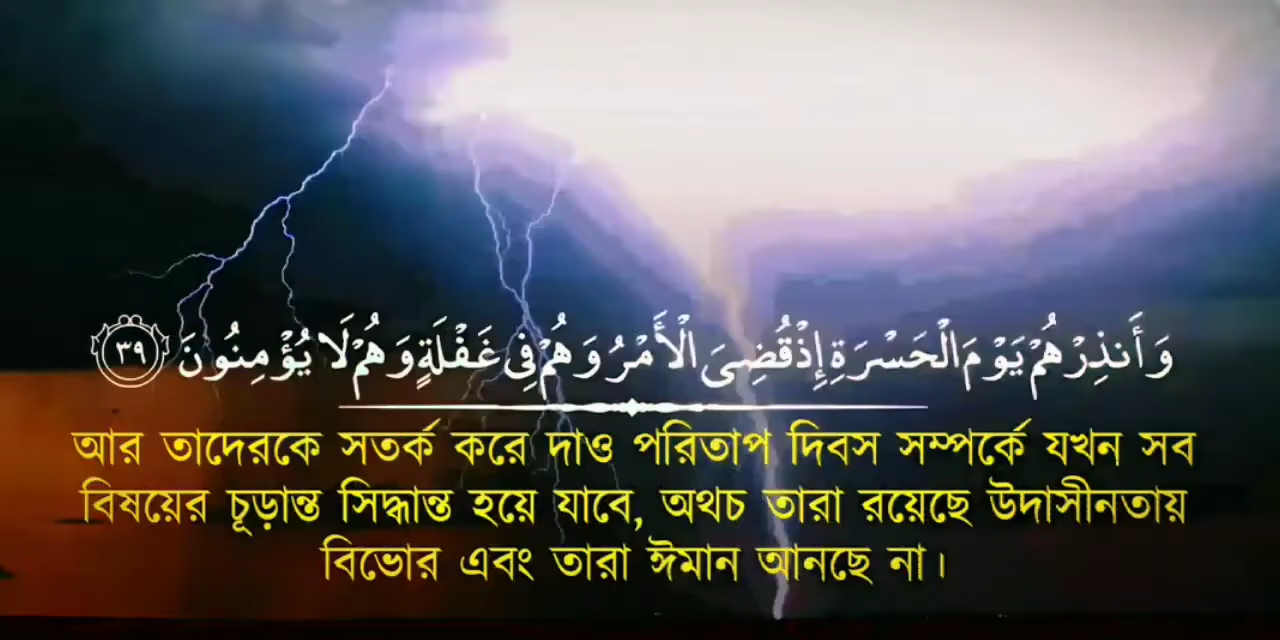 وَأَنذِرْهُمْ يَوْمَ الْحَسْرَةِ إِذْ قُضِيَ الْأَمْرُ وَهُمْ فِي غَفْلَةٍ وَهُمْ لَا يُؤْمِنُونَ ٣٩
আর তাদেরকে সতর্ক করে দাও পরিতাপ দিবস সম্পর্কে যখন সব
বিষয়ের চূড়ান্ত সিদ্ধান্ত হয়ে যাবে, অথচ তারা রয়েছে উদাসীনতায়
বিভোর এবং তারা ঈমান আনছে না।